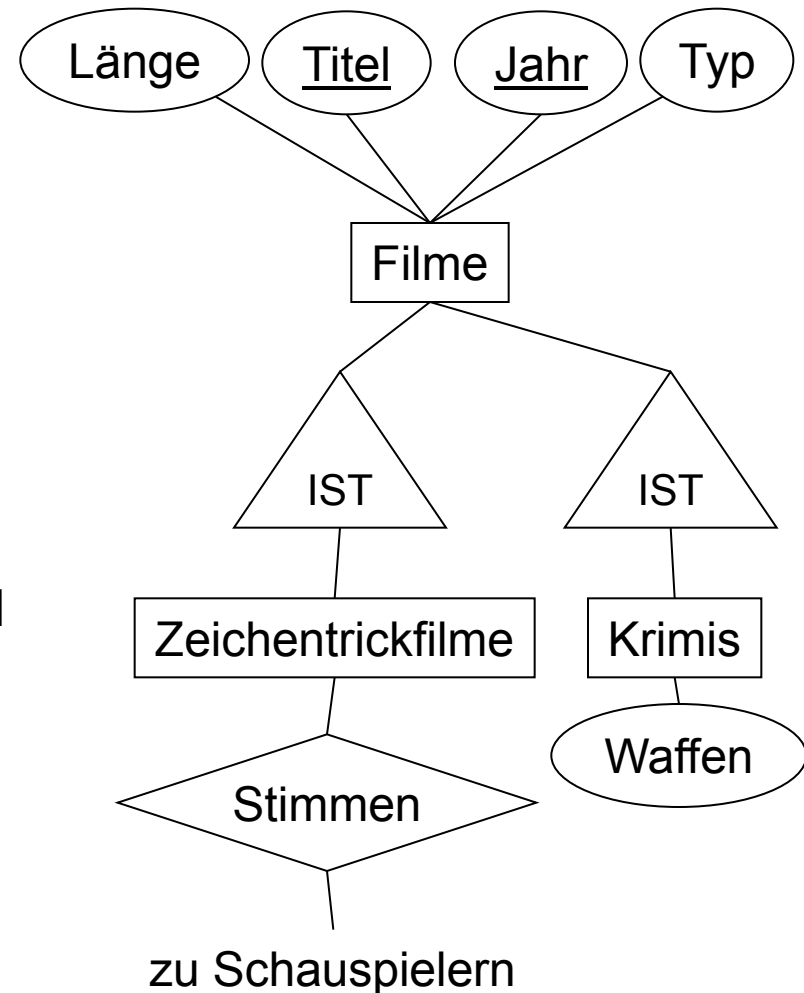 Länge Titel Jahr Typ
Filme
IST IST
Zeichentrickfilme Krimis
Waffen
Stimmen
zu Schauspielern